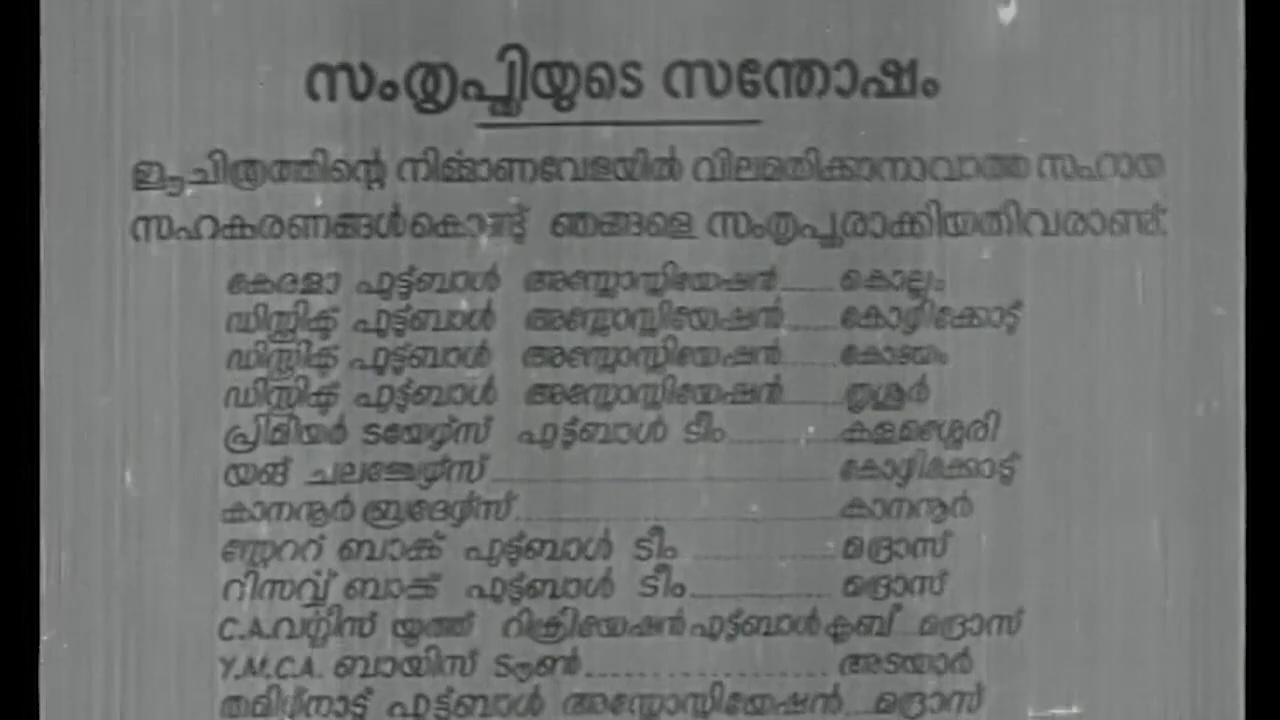 സംതൃപ്തിയുടെ സന്തോഷം
ഈ ചിത്രത്തിന്റെ നിർമ്മാണവേളയിൽ വിലമതിക്കാനാവാത്ത സഹായ
സഹകരണങ്ങൾകൊണ്ട് ഞങ്ങളെ സംതൃപ്തരാക്കിയതിവരാണ്:
കേരളാ ഫുട്ട്ബാൾ അസ്സോസ്സിയേഷൻ......കൊല്ലം
ഡിസ്ട്രിക്ട് ഫുട്ട്ബാൾ അസ്സോസ്സിയേഷൻ......കോഴിക്കോട്ട്
ഡിസ്ട്രിക്ട് ഫുട്ട്ബാൾ അസ്സോസ്സിയേഷൻ......കോട്ടയം
ഡിസ്ട്രിക്ട് ഫുട്ട്ബാൾ അസ്സോസ്സിയേഷൻ......തൃശ്ശൂർ
പ്രീമിയർ ടയേഴ്സ് ഫുട്ട്ബാൾ ടീം......കളമശ്ശേരി
യങ് ചലഞ്ചേഴ്സ്......കോഴിക്കോട്ട്
കാനന്നൂർ ബ്രദേഴ്സ്......കാനന്നൂർ
സ്റ്റേററ് ബാങ്ക് ഫുട്ട്ബാൾ ടീം......മദ്രാസ്
റിസർവ്വ് ബാങ്ക് ഫുട്ട്ബാൾ ടീം......മദ്രാസ്
C.A.വർഗ്ഗീസ് യൂത്ത് റിക്രിയേഷൻ ഫുട്ട്ബാൾ ക്ലബ് മദ്രാസ്
Y.M.C.A. ബോയിസ് ടൗൺ......അടയാർ
തമിഴ്നാട്ട് ഫുട്ട്ബാൾ അസ്സോസ്സിയേഷൻ...മദ്രാസ്